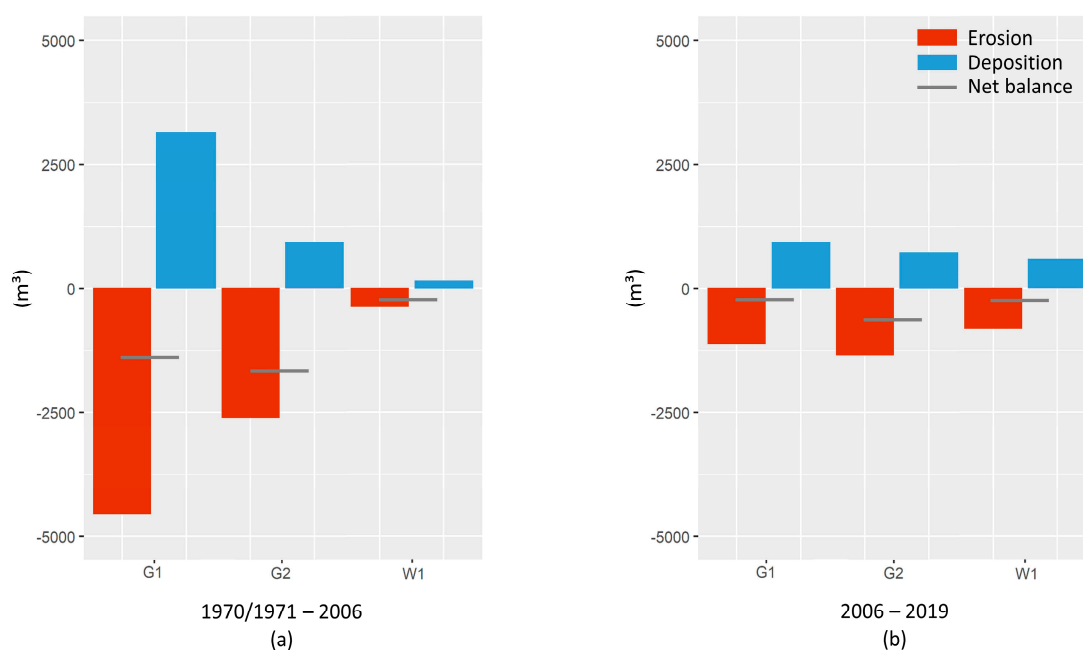 5000
2500
0
-2500
-5000
(m³)
G1 G2 W1
1970/1971 – 2006
(a)
Erosion
Deposition
Net balance
5000
2500
0
-2500
-5000
(m³)
G1 G2 W1
2006 – 2019
(b)